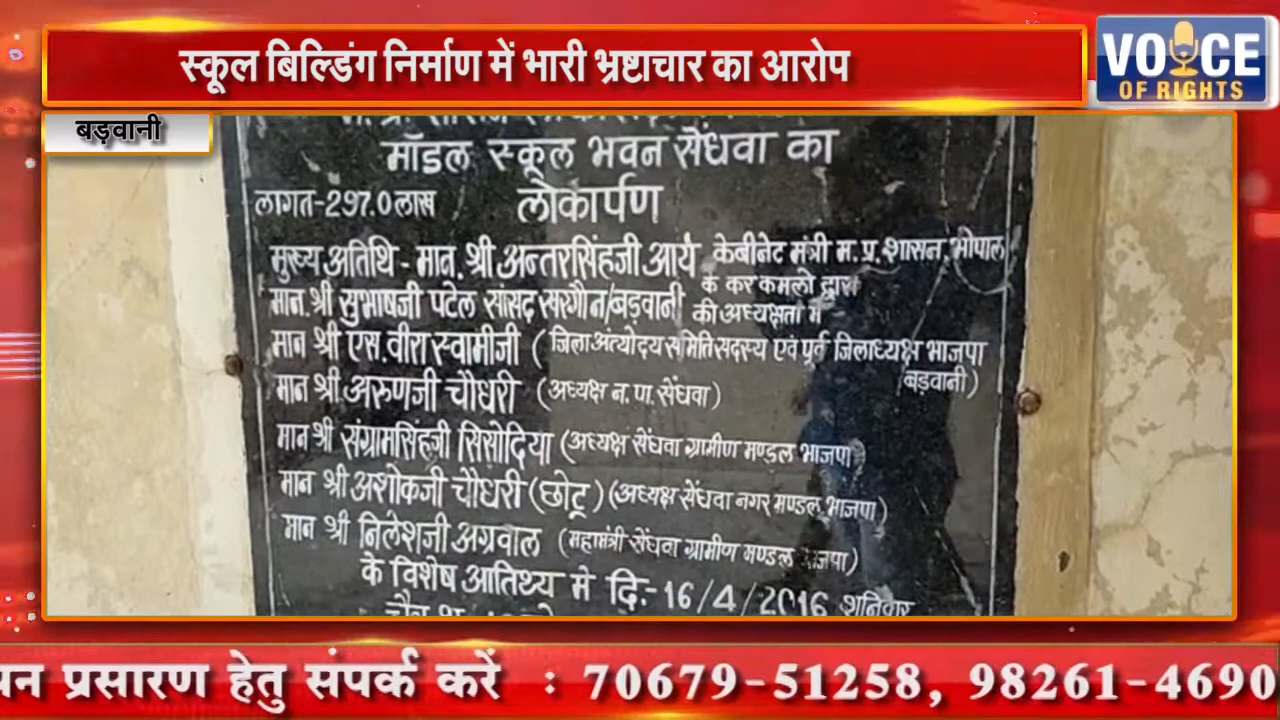 स्कूल बिल्डिंग निर्माण में भारी भ्रष्टाचार का आरोप
VOICE
OF RIGHTS
बड़वानी
मॉडल स्कूल भवन सेंधवा का
लागत-297.0 लाख लोकार्पण
मुख्य अतिथि - मान. श्री अन्तरसिंहजी आर्य केबीनेट मंत्री म.प्र. शासन, भोपाल
के कर कमलो द्वारा
मान. श्री सुभाषजी पटेल सांसद खरगौन/बड़वानी की अध्यक्षता में
मान श्री एस. वीरा स्वामीजी (जिला अंत्योदय समिति सदस्य एवं पूर्व जिलाध्यक्ष भाजपा
बड़वानी)
मान श्री अरुणजी चौधरी (अध्यक्ष न. पा. सेंधवा)
मान श्री संग्रामसिंहजी सिसोदिया (अध्यक्ष सेंधवा ग्रामीण मण्डल भाजपा)
मान श्री अशोकजी चौधरी (छोटू) (अध्यक्ष सेंधवा नगर मण्डल भाजपा)
मान श्री निलेशजी अग्रवाल (महामंत्री सेंधवा ग्रामीण मण्डल भाजपा)
के विशेष आतिथ्य मे दि:- 16/4/2016 शनिवार
प्रसारण हेतु संपर्क करें : 70679-51258, 98261-4690